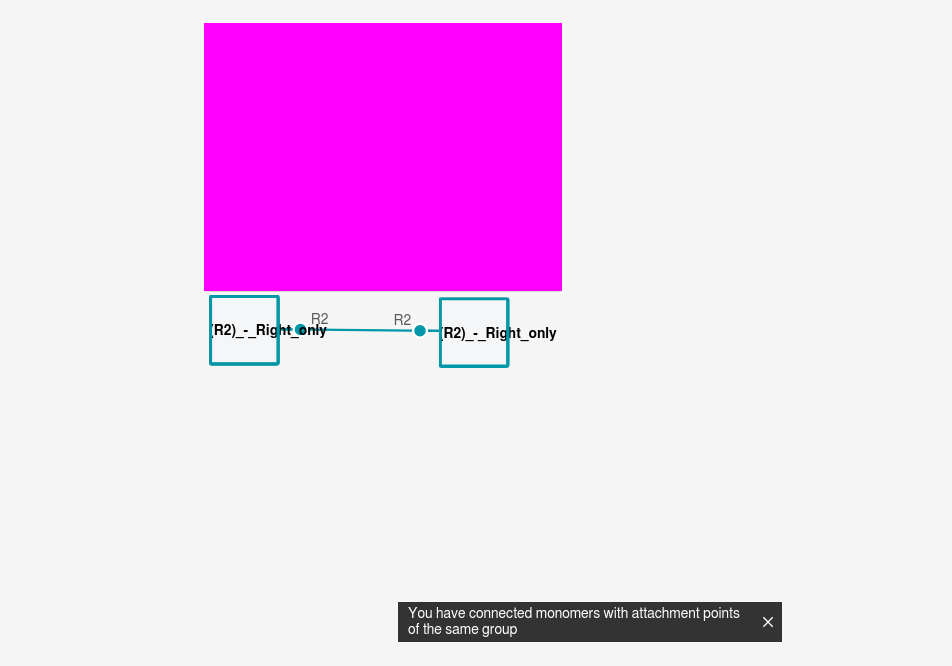 R2
R2
(R2)_-_Right_only
(R2)_-_Right_only
You have connected monomers with attachment points
of the same group